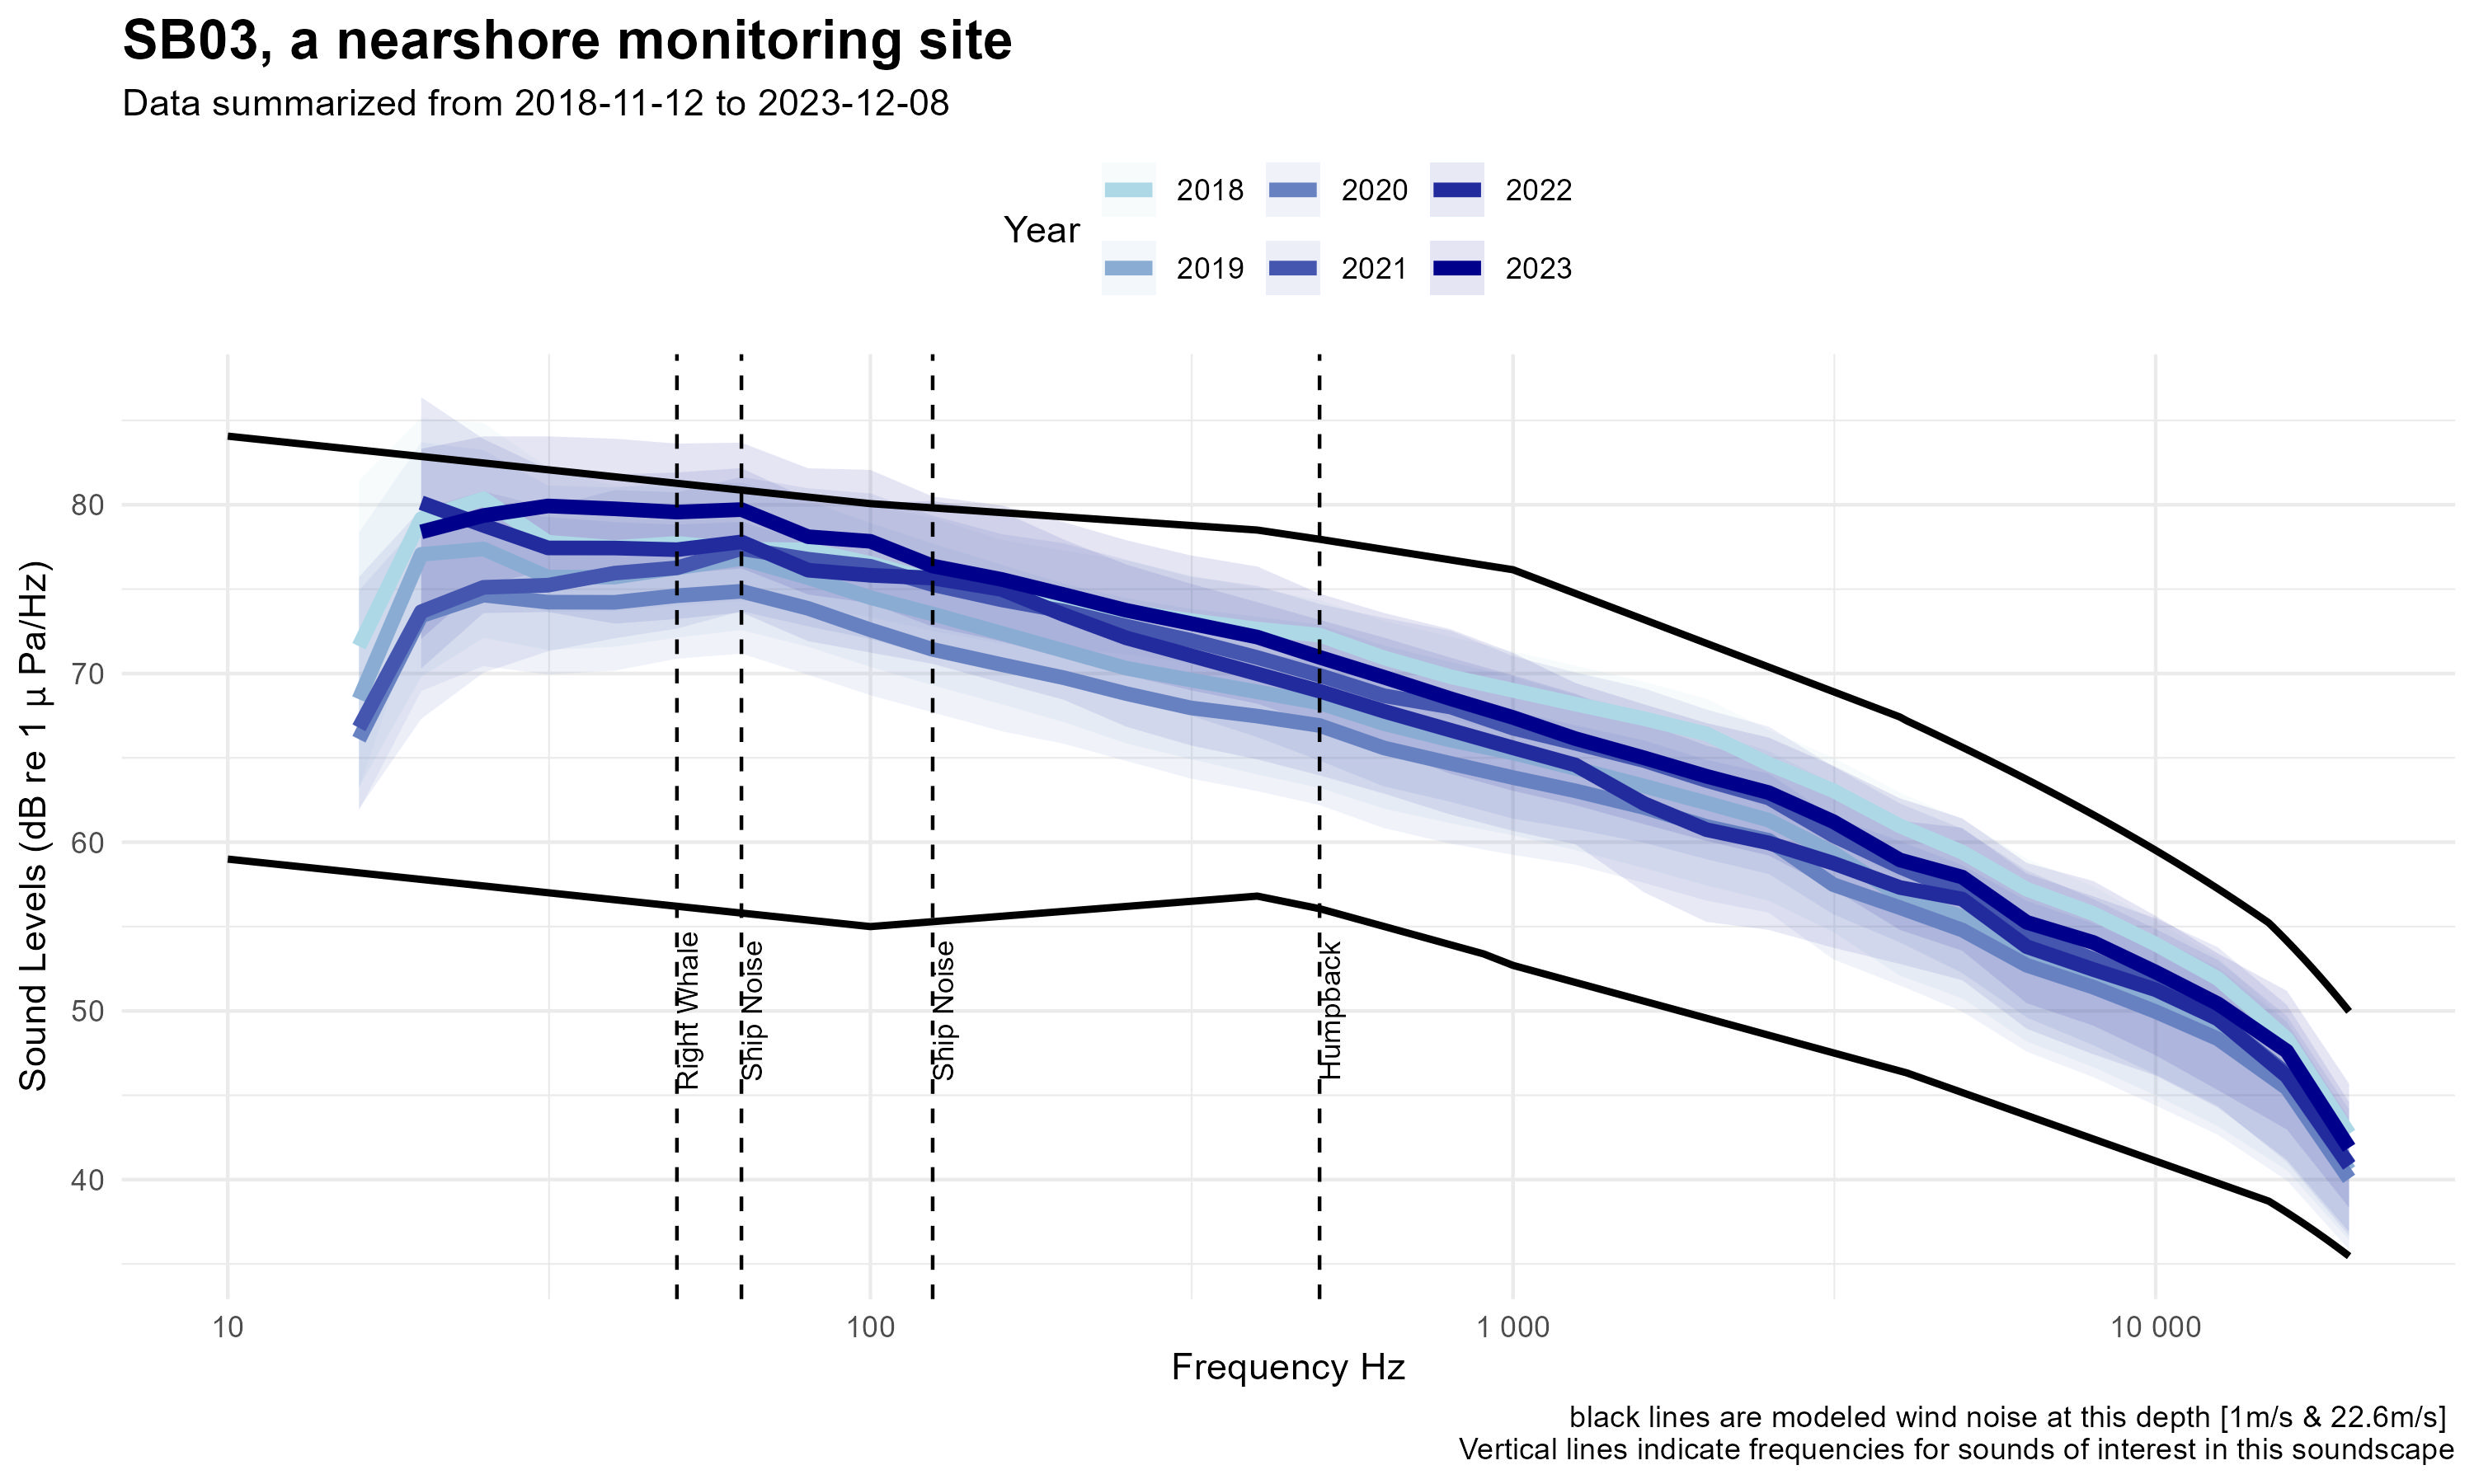 SB03, a nearshore monitoring site
Data summarized from 2018-11-12 to 2023-12-08
Year
2018 2020 2022
2019 2021 2023
Sound Levels (dB re 1 µ Pa/Hz)
80
70
60
50
40
Right Whale
Ship Noise
Ship Noise
Humpback
10 100 1 000 10 000
Frequency Hz
black lines are modeled wind noise at this depth [1m/s & 22.6m/s]
Vertical lines indicate frequencies for sounds of interest in this soundscape